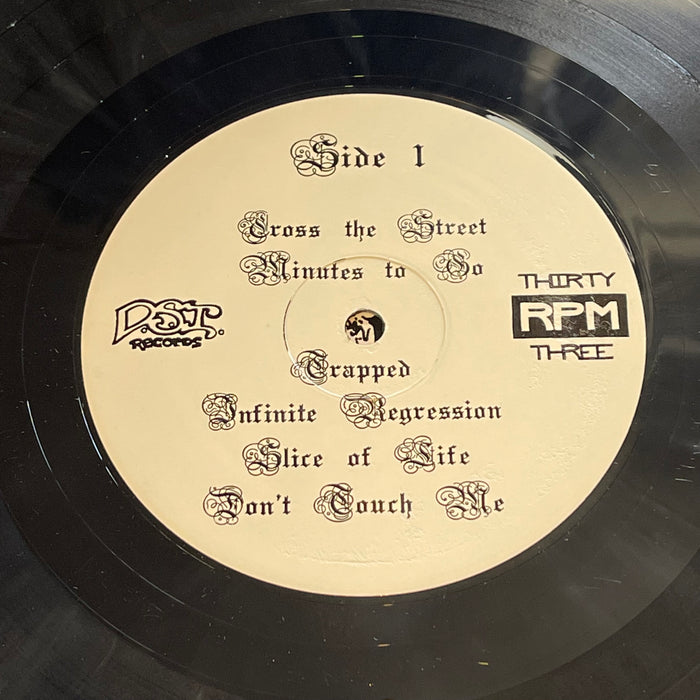 Side 1
Cross the Street
Minutes to Go
D.S.T.
RECORDS
THIRTY
RPM
THREE
Trapped
Infinite Regression
Slice of Life
Don't Touch Me